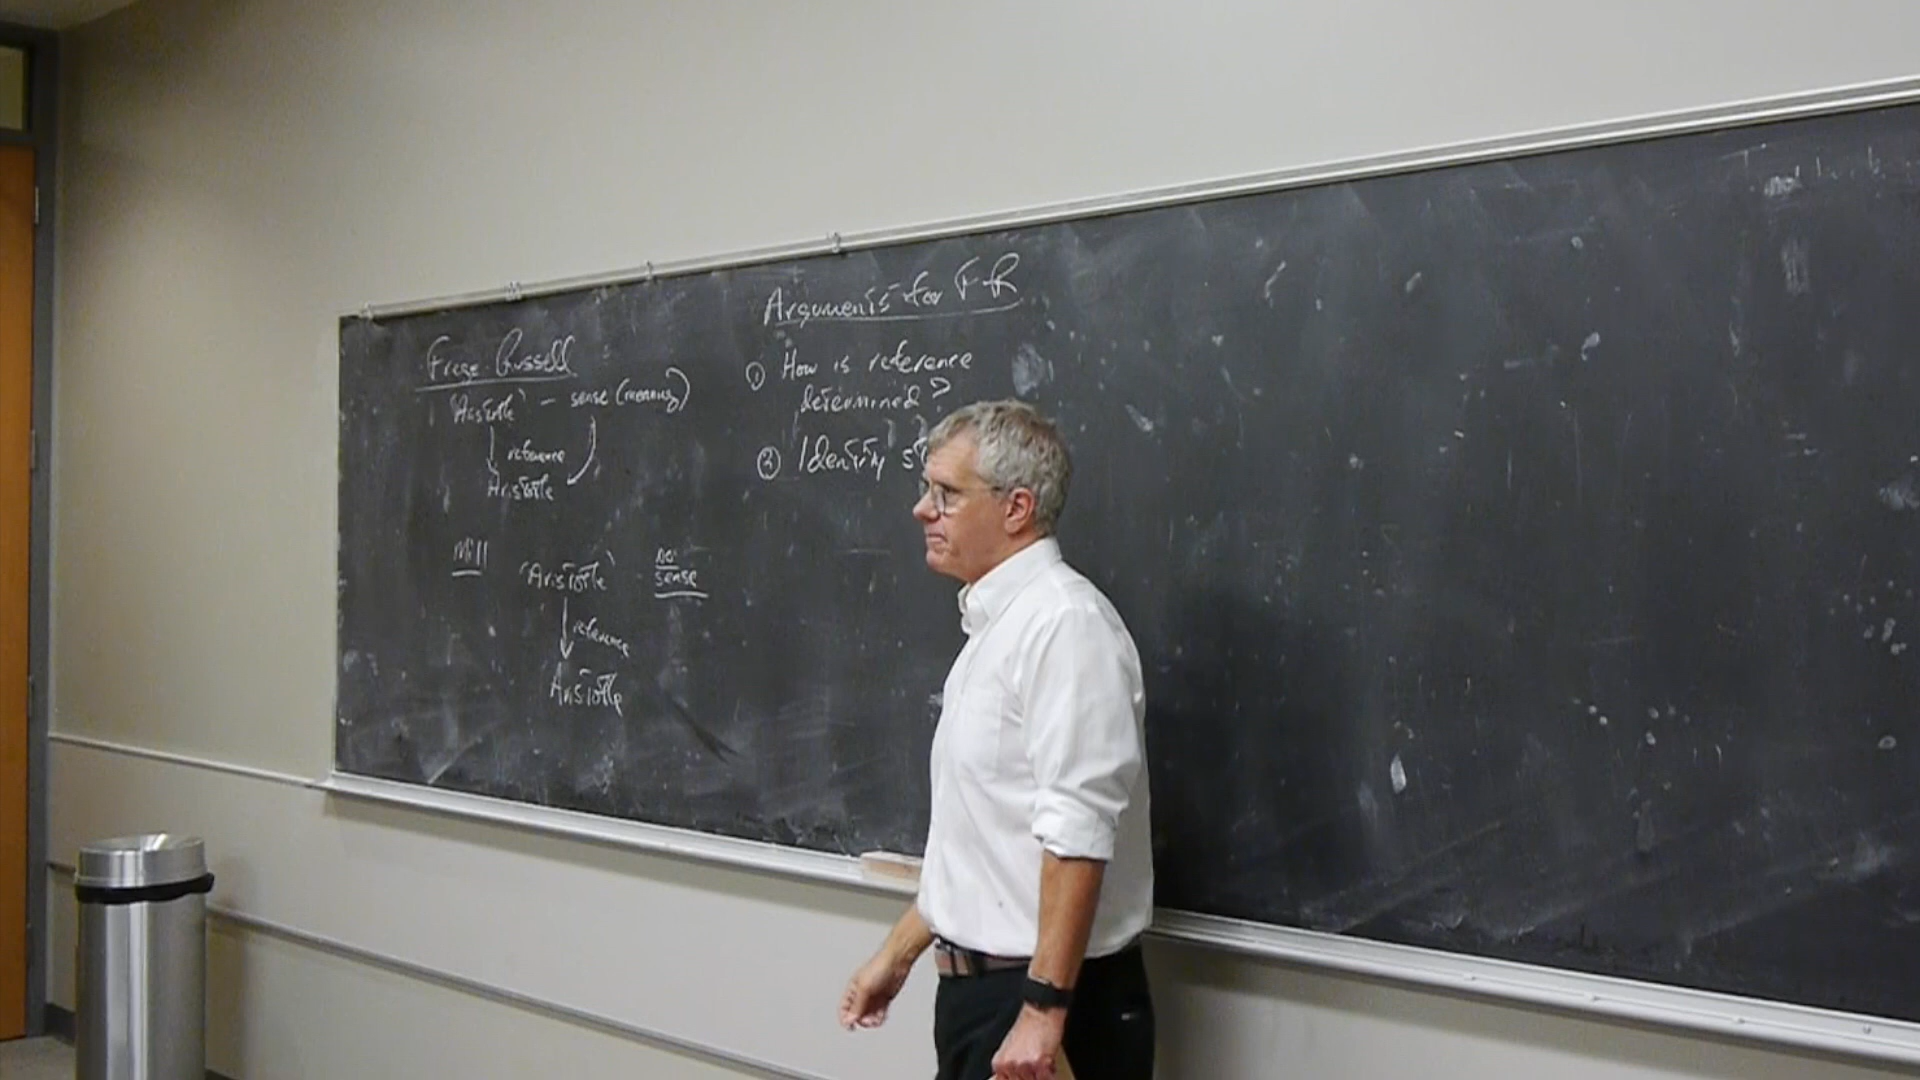 Frege-Russell
'Aristotle' - sense (meaning)
reference
Aristotle
Mill
'Aristotle'
no
sense
reference
Aristotle
Arguments for F-R
① How is reference
determined?
② Identity